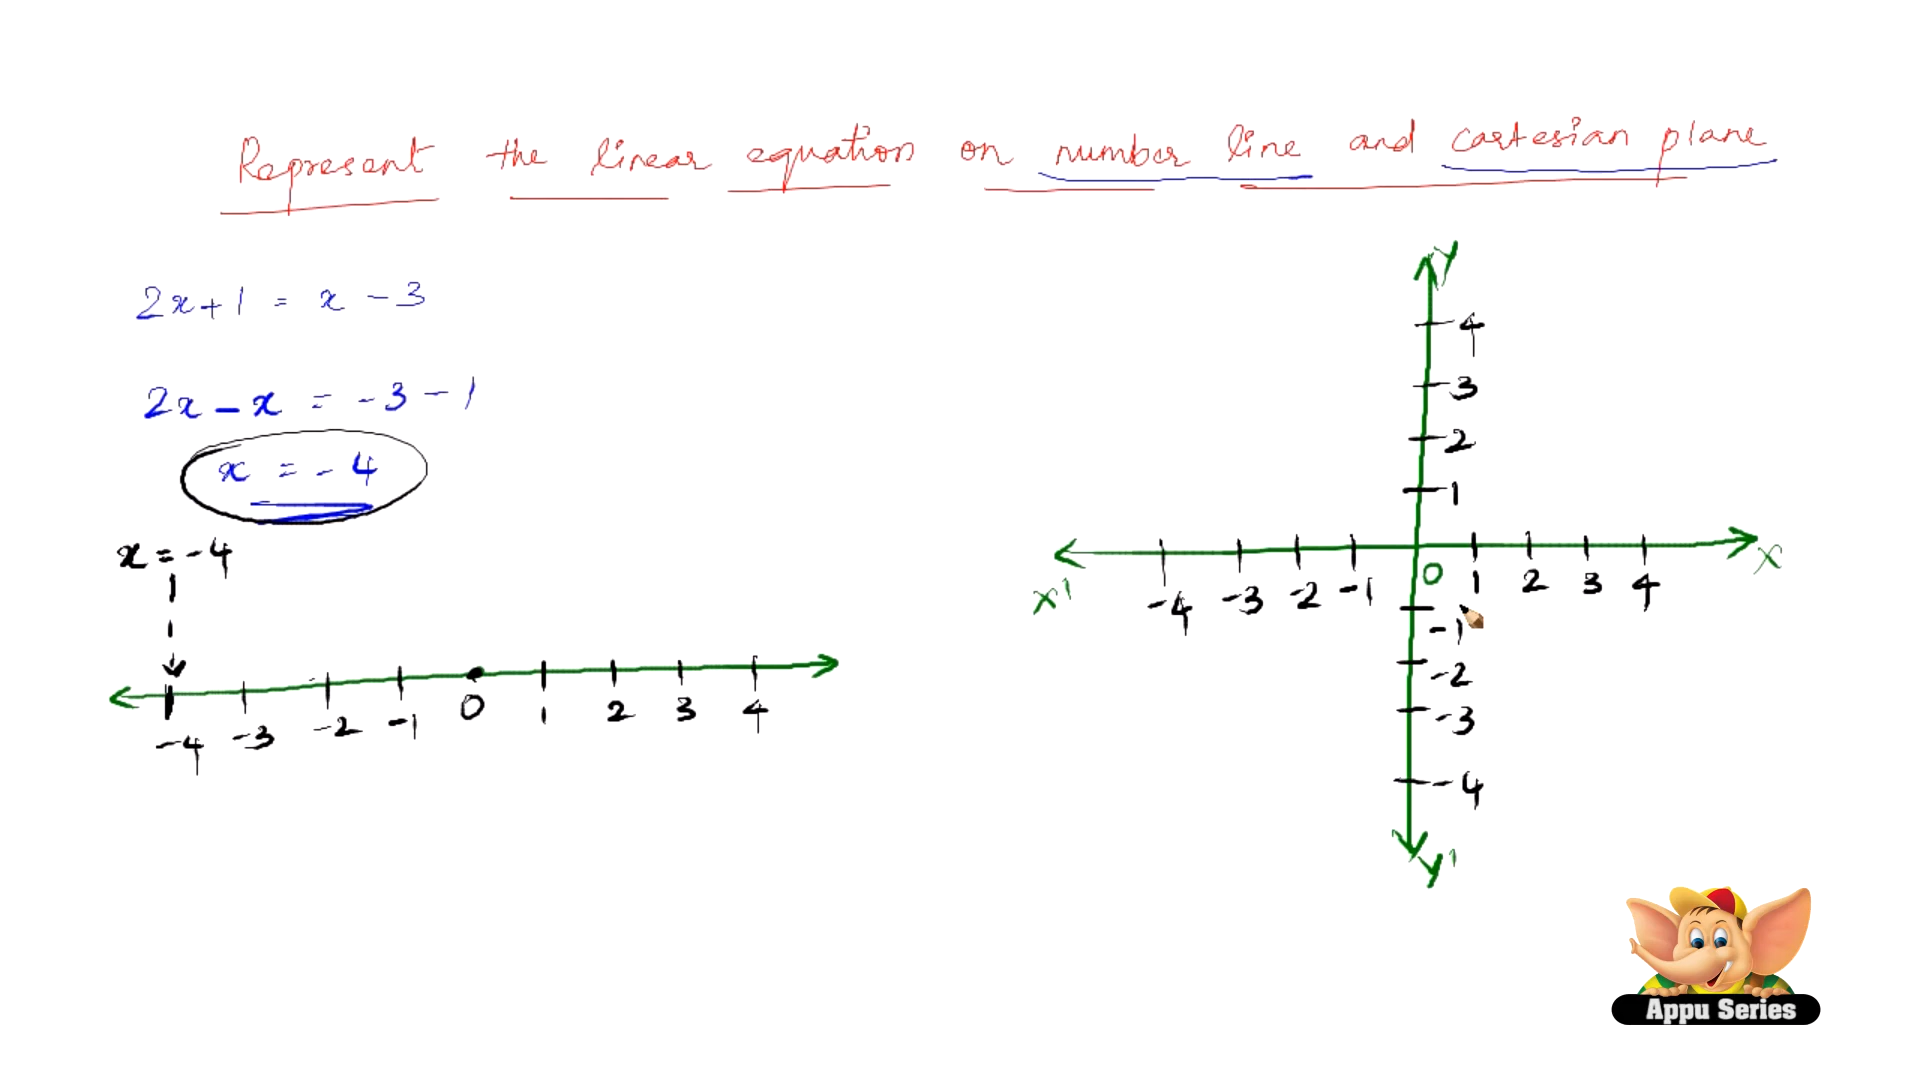 Represent the linear equation on number line and cartesian plane
2x+1 = x - 3
2x - x = -3 - 1
x = -4
x = -4
-4 -3 -2 -1 0 1 2 3 4
Y
4
3
2
1
X' -4 -3 -2 -1 0 1 2 3 4 X
-1
-2
-3
-4
Y'
Appu Series